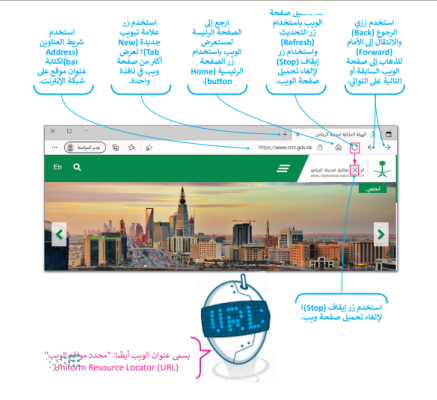 استخدم زرّي
الرجوع (Back)
والانتقال إلى الأمام
(Forward)
للذهاب إلى صفحة
الويب السابقة أو
التالية على التوالي.
صفحة
الويب باستخدام
زر التحديث
(Refresh)
واستخدم زر
إيقاف (Stop)
لإلغاء تحميل
صفحة الويب.
ارجع إلى
الصفحة الرئيسة
لمستعرض
الويب باستخدام
زر الصفحة
الرئيسية (Home
button).
استخدم زر
علامة تبويب
جديدة (New
Tab)! لعرض
أكثر من صفحة
ويب في نافذة
واحدة.
استخدم
شريط العناوين
(Address
bar)لكتابة
عنوان موقع على
شبكة الإنترنت.
الهيئة الملكية لمدينة الرياض
https://www.rcrc.gov.sa
En
استخدم زر إيقاف (Stop)!
لإلغاء تحميل صفحة ويب.
URL
يسمى عنوان الويب أيضًا: "محدد موقع الويب"
Uniform Resource Locator (URL)